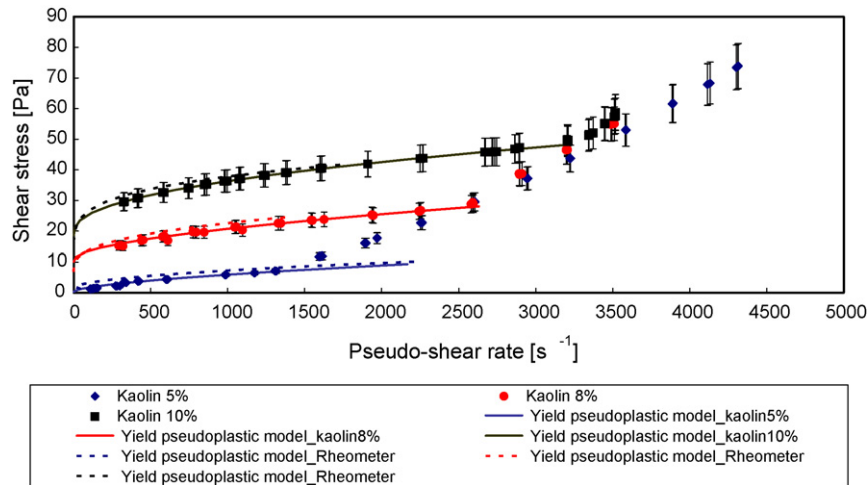 90
80
70
60
50
40
30
20
10
0
Shear stress [Pa]
0 500 1000 1500 2000 2500 3000 3500 4000 4500 5000
Pseudo-shear rate [s ⁻¹]
Kaolin 5% Kaolin 8%
Kaolin 10% Yield pseudoplastic model_kaolin5%
Yield pseudoplastic model_kaolin8% Yield pseudoplastic model_kaolin10%
Yield pseudoplastic model_Rheometer Yield pseudoplastic model_Rheometer
Yield pseudoplastic model_Rheometer